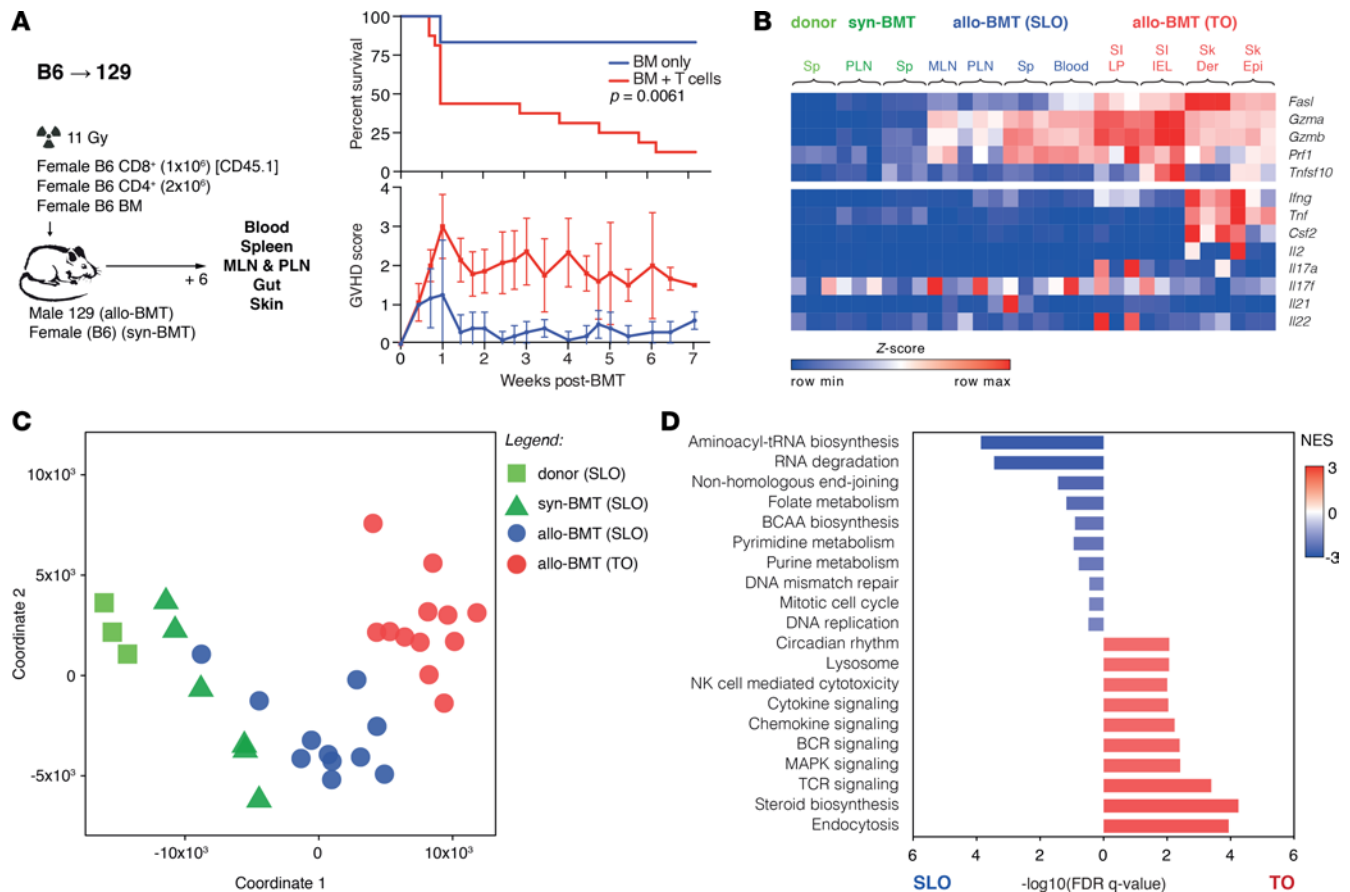 A
B6 → 129
11 Gy
Female B6 CD8⁺ (1x10⁶) [CD45.1]
Female B6 CD4⁺ (2x10⁶)
Female B6 BM
Blood
Spleen
MLN & PLN
Gut
Skin
+ 6
Male 129 (allo-BMT)
Female (B6) (syn-BMT)
Percent survival
100
75
50
25
0
BM only
BM + T cells
p = 0.0061
GVHD score
4
3
2
1
0
0 1 2 3 4 5 6 7
Weeks post-BMT
B
donor syn-BMT allo-BMT (SLO) allo-BMT (TO)
Sp PLN Sp MLN PLN Sp Blood SI LP SI IEL Sk Der Sk Epi
Fasl
Gzma
Gzmb
Prf1
Tnfsf10
Ifng
Tnf
Csf2
Il2
Il17a
Il17f
Il21
Il22
Z-score
row min row max
C
Coordinate 2
10x10³
5x10³
0
-5x10³
-10x10³ 0 10x10³
Coordinate 1
Legend:
donor (SLO)
syn-BMT (SLO)
allo-BMT (SLO)
allo-BMT (TO)
D
Aminoacyl-tRNA biosynthesis
RNA degradation
Non-homologous end-joining
Folate metabolism
BCAA biosynthesis
Pyrimidine metabolism
Purine metabolism
DNA mismatch repair
Mitotic cell cycle
DNA replication
Circadian rhythm
Lysosome
NK cell mediated cytotoxicity
Cytokine signaling
Chemokine signaling
BCR signaling
MAPK signaling
TCR signaling
Steroid biosynthesis
Endocytosis
6 4 2 0 2 4 6
SLO -log10(FDR q-value) TO
NES
3
0
-3